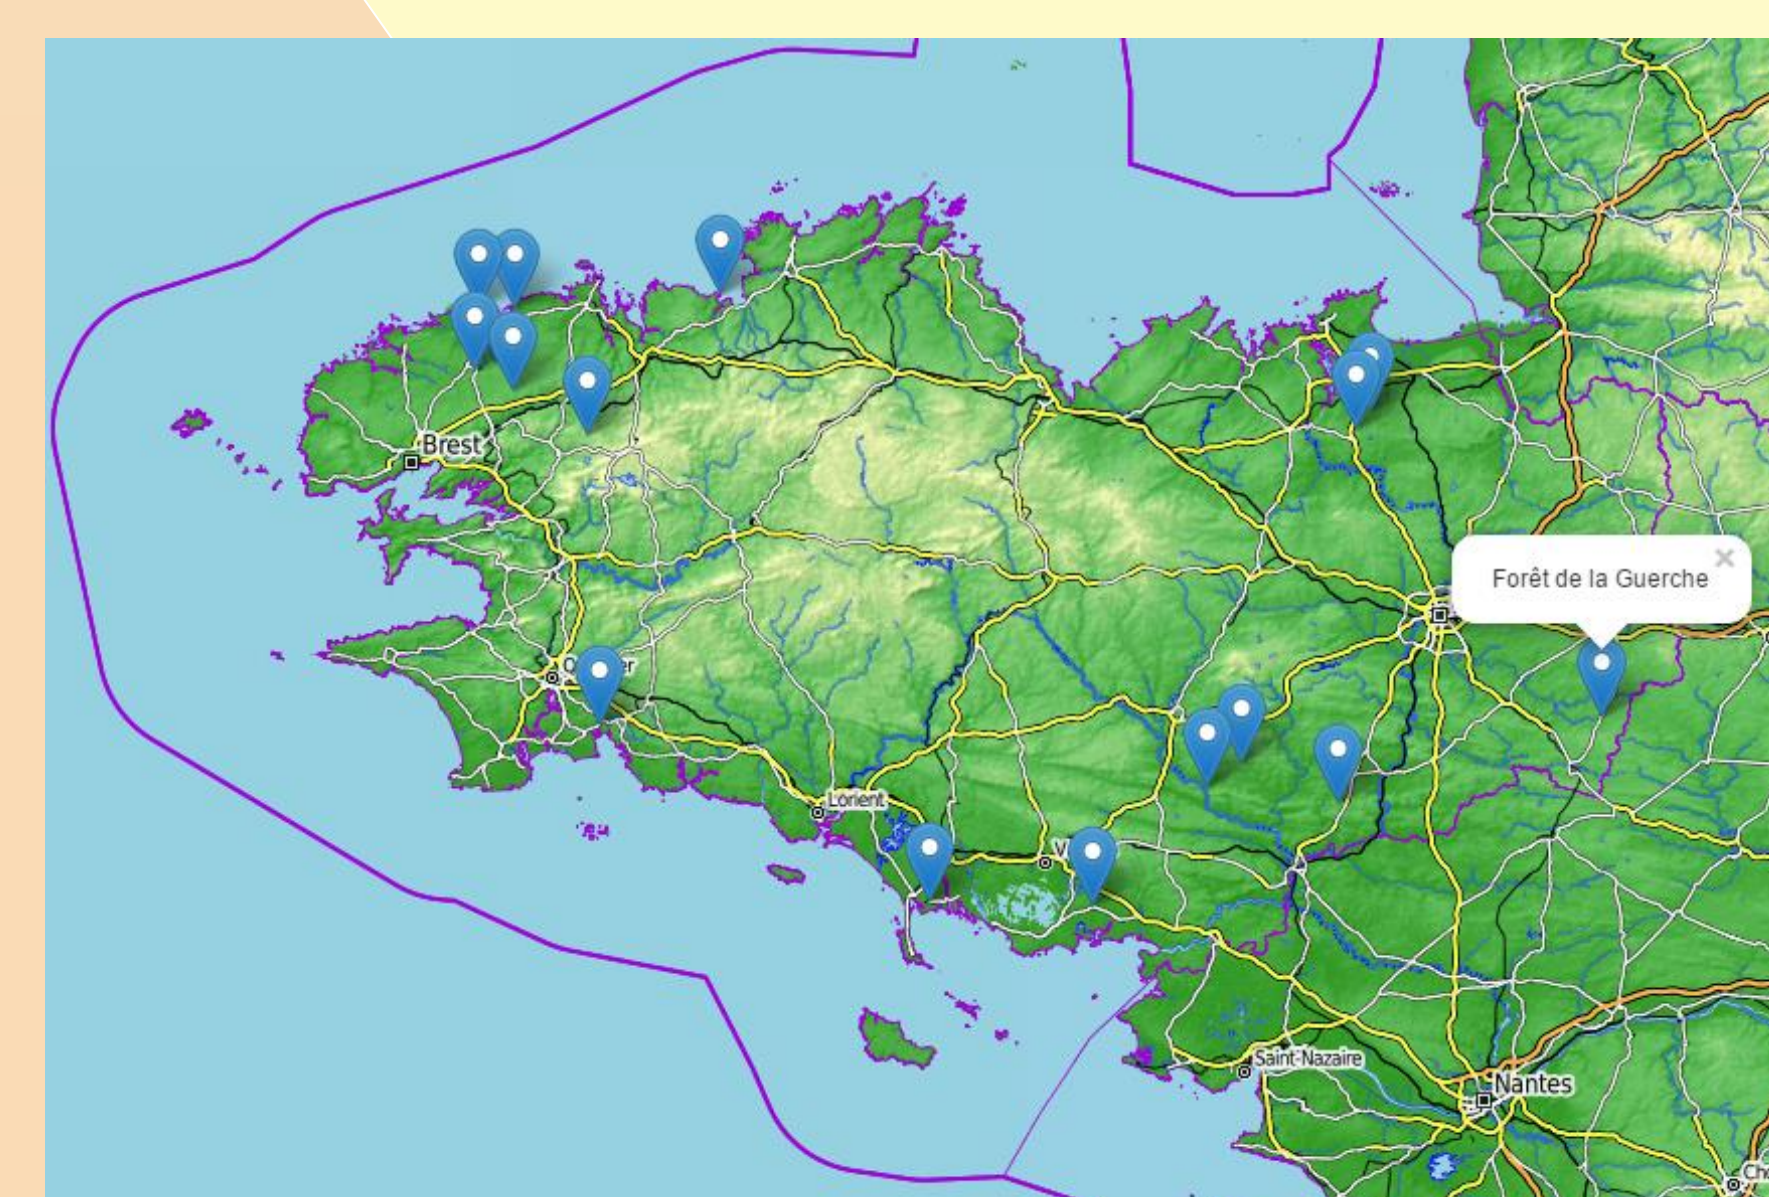 Brest
Forêt de la Guerche
×
Lorient
Saint-Nazaire
Nantes